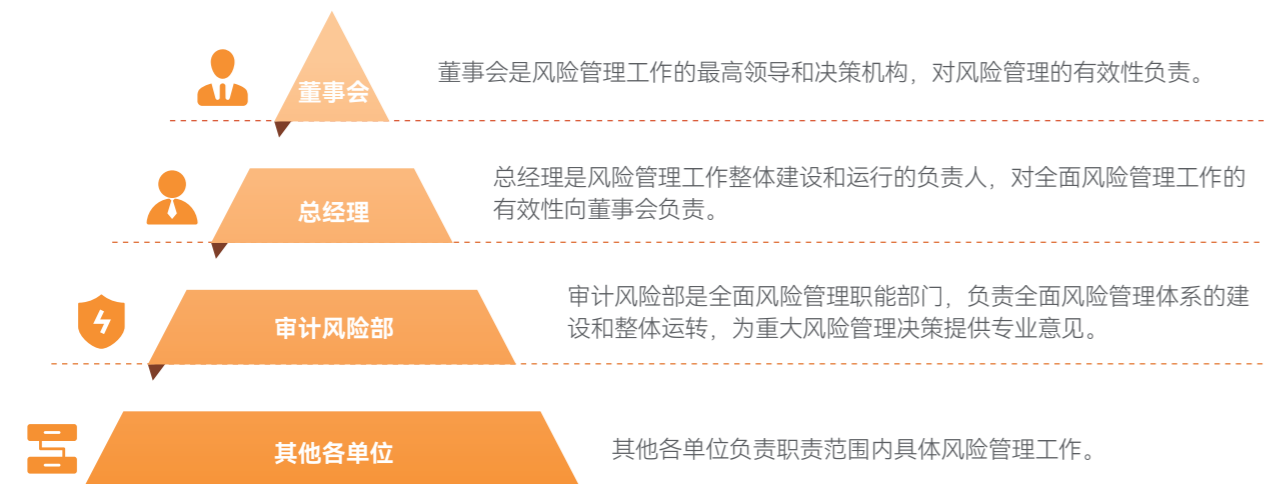 董事会
董事会是风险管理工作的最高领导和决策机构，对风险管理的有效性负责。
总经理
总经理是风险管理工作整体建设和运行的负责人，对全面风险管理工作的
有效性向董事会负责。
审计风险部
审计风险部是全面风险管理职能部门，负责全面风险管理体系的建
设和整体运转，为重大风险管理决策提供专业意见。
其他各单位
其他各单位负责职责范围内具体风险管理工作。